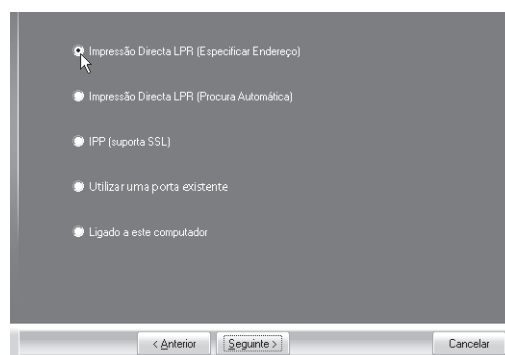 Impressão Directa LPR (Especificar Endereço)
Impressão Directa LPR (Procura Automática)
IPP (suporta SSL)
Utilizar uma porta existente
Ligado a este computador
< Anterior Seguinte > Cancelar